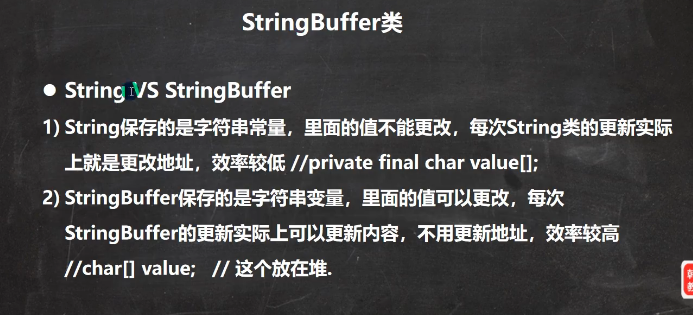 StringBuffer类
● String VS StringBuffer
1) String保存的是字符串常量，里面的值不能更改，每次String类的更新实际
上就是更改地址，效率较低 //private final char value[];
2) StringBuffer保存的是字符串变量，里面的值可以更改，每次
StringBuffer的更新实际上可以更新内容，不用更新地址，效率较高
//char[] value;   // 这个放在堆.